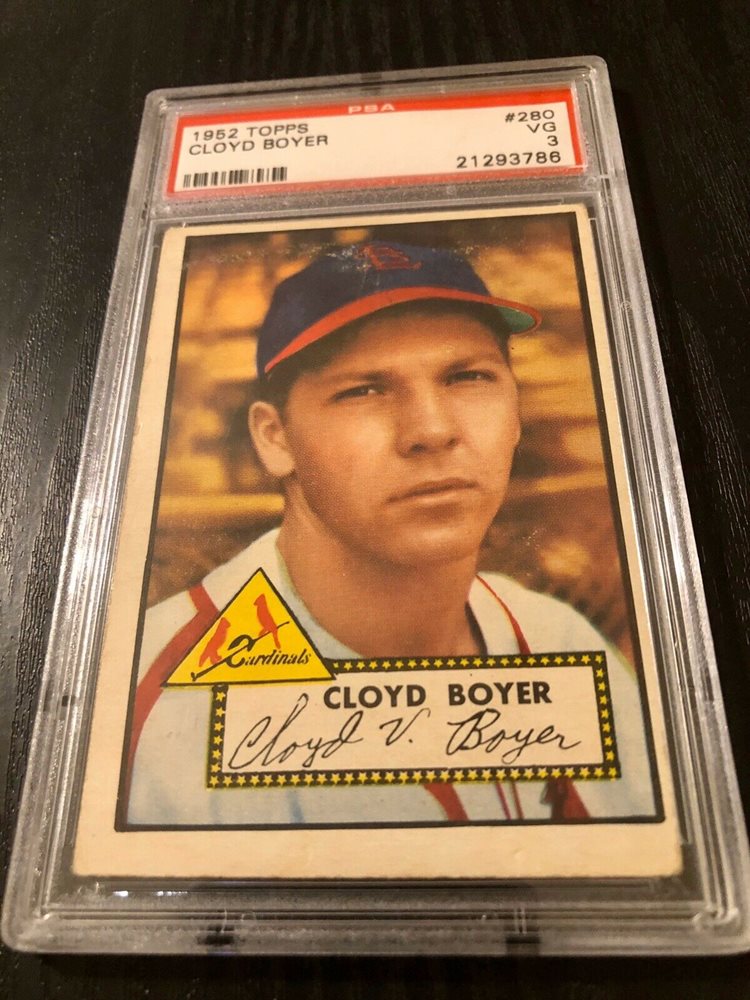 PSA
1952 TOPPS #280
CLOYD BOYER VG
3
21293786
Cardinals
CLOYD BOYER
Cloyd V. Boyer